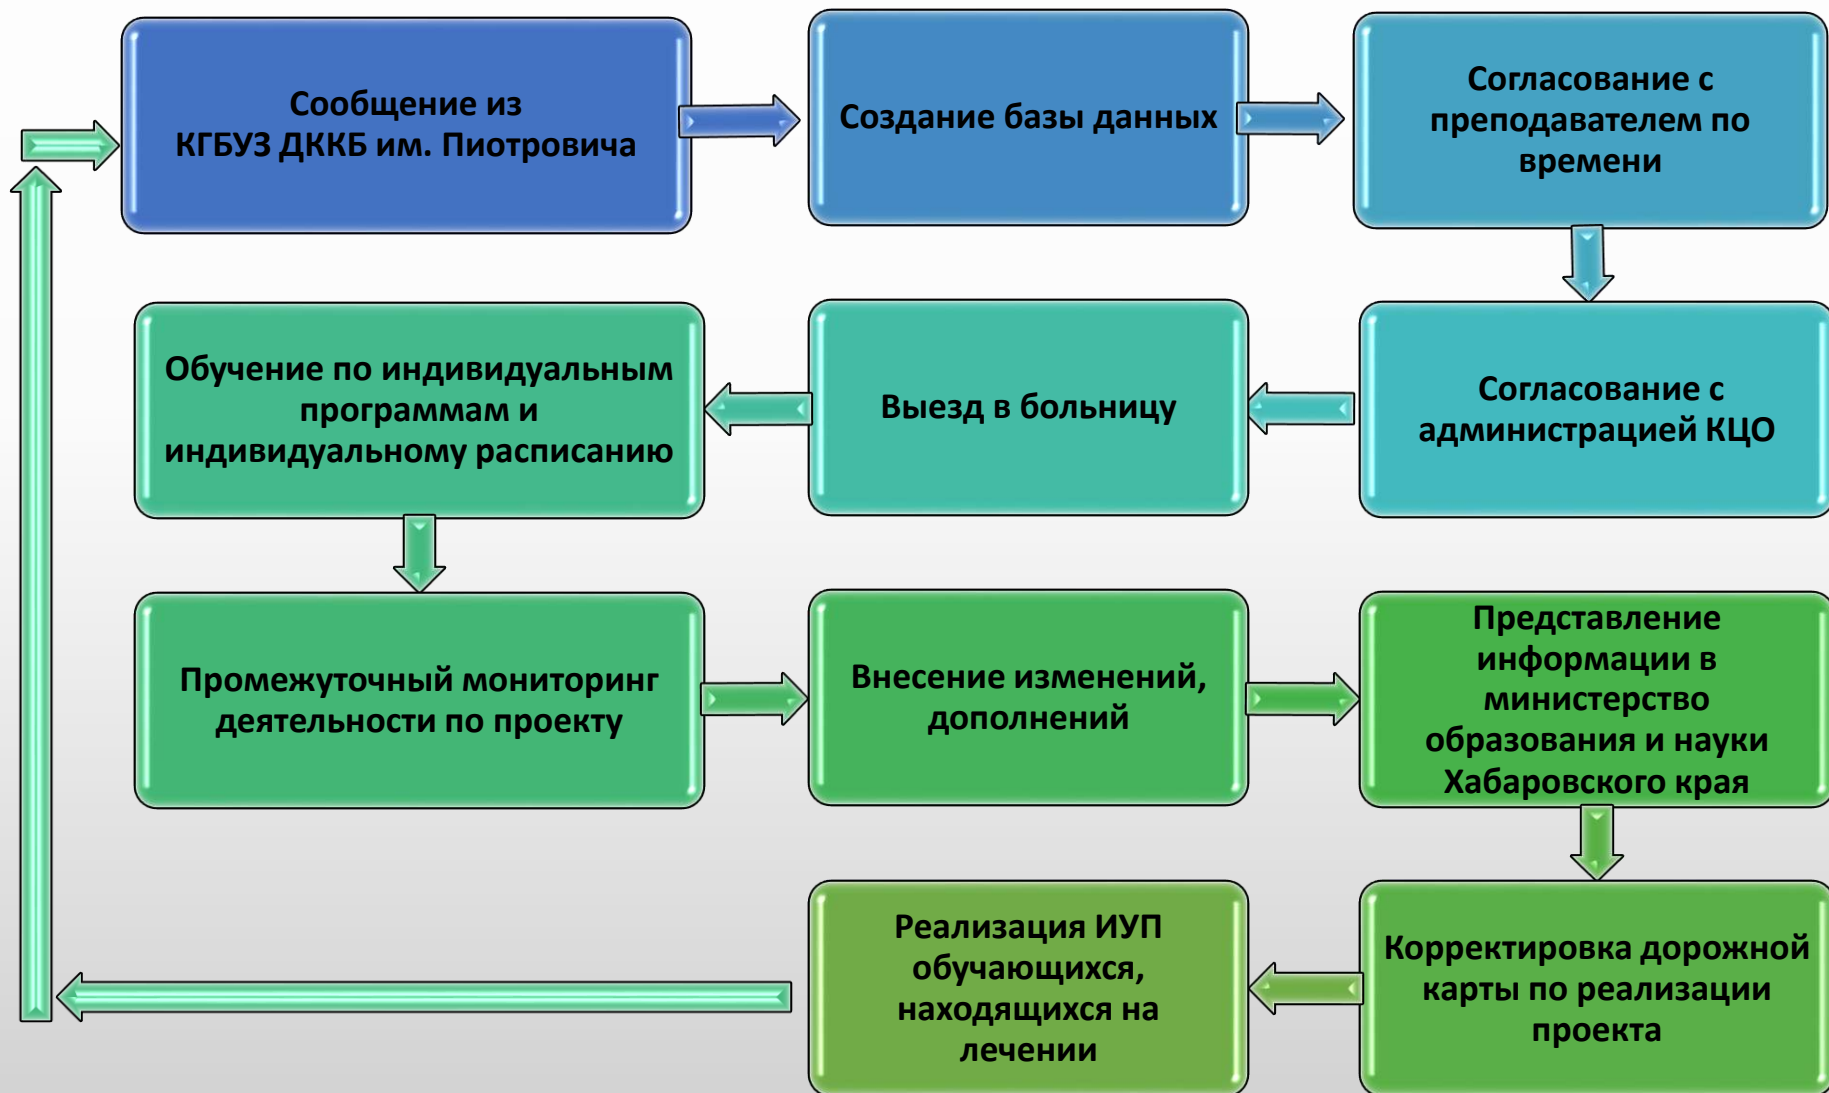 Сообщение из
КГБУЗ ДККБ им. Пиотровича
Создание базы данных
Согласование с
преподавателем по
времени
Согласование с
администрацией КЦО
Выезд в больницу
Обучение по индивидуальным
программам и
индивидуальному расписанию
Промежуточный мониторинг
деятельности по проекту
Внесение изменений,
дополнений
Представление
информации в
министерство
образования и науки
Хабаровского края
Корректировка дорожной
карты по реализации
проекта
Реализация ИУП
обучающихся,
находящихся на
лечении